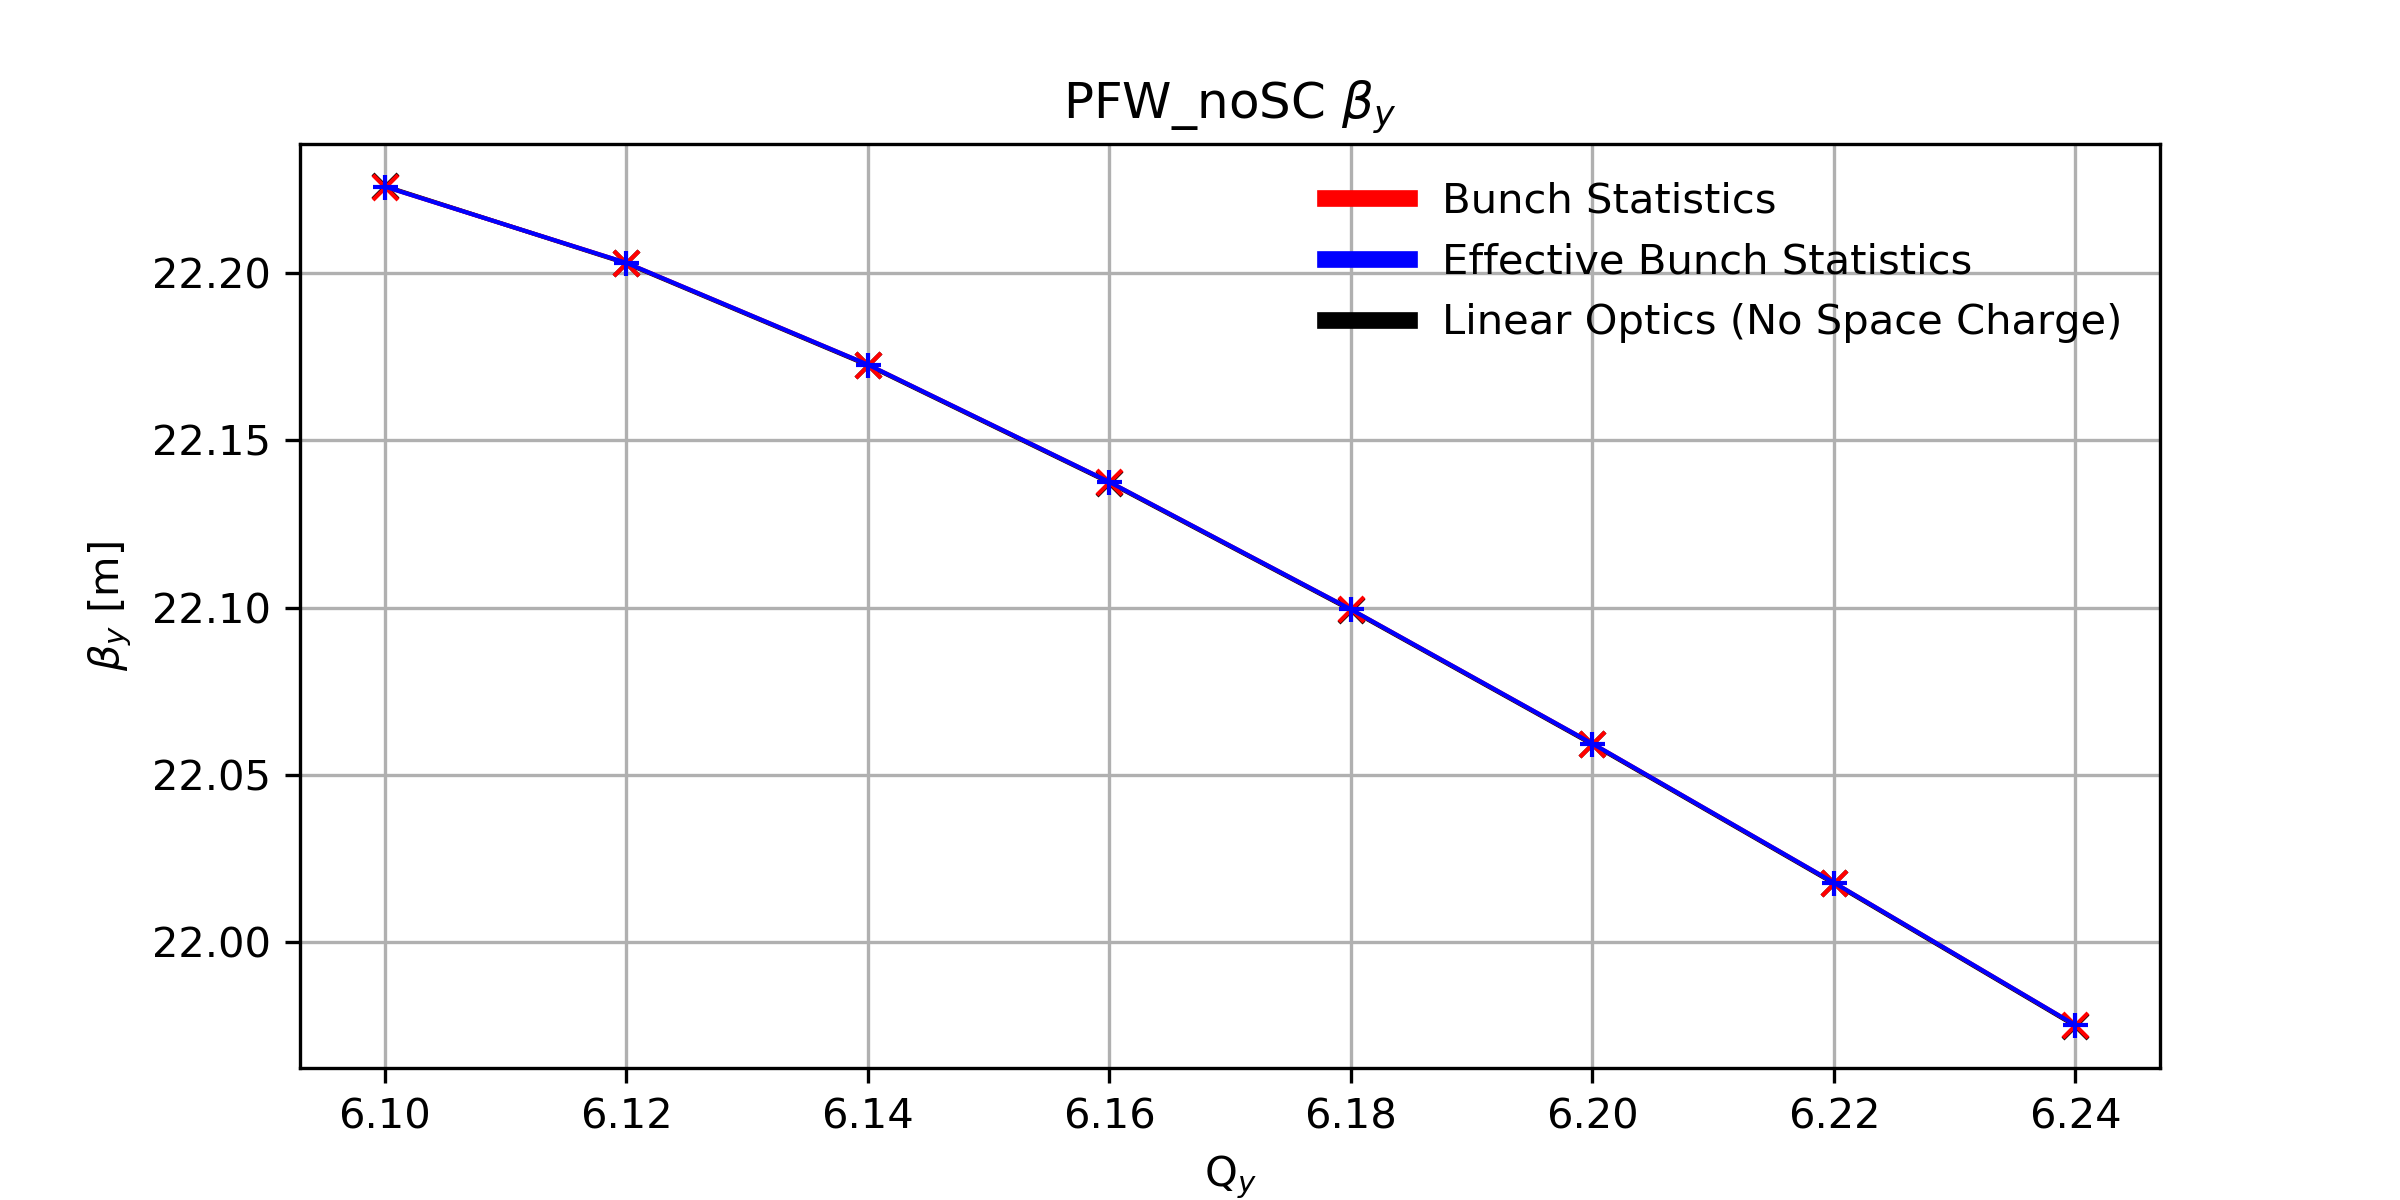 PFW_noSC βy
Bunch Statistics
Effective Bunch Statistics
Linear Optics (No Space Charge)
22.20
22.15
22.10
22.05
22.00
βy [m]
6.10 6.12 6.14 6.16 6.18 6.20 6.22 6.24
Qy